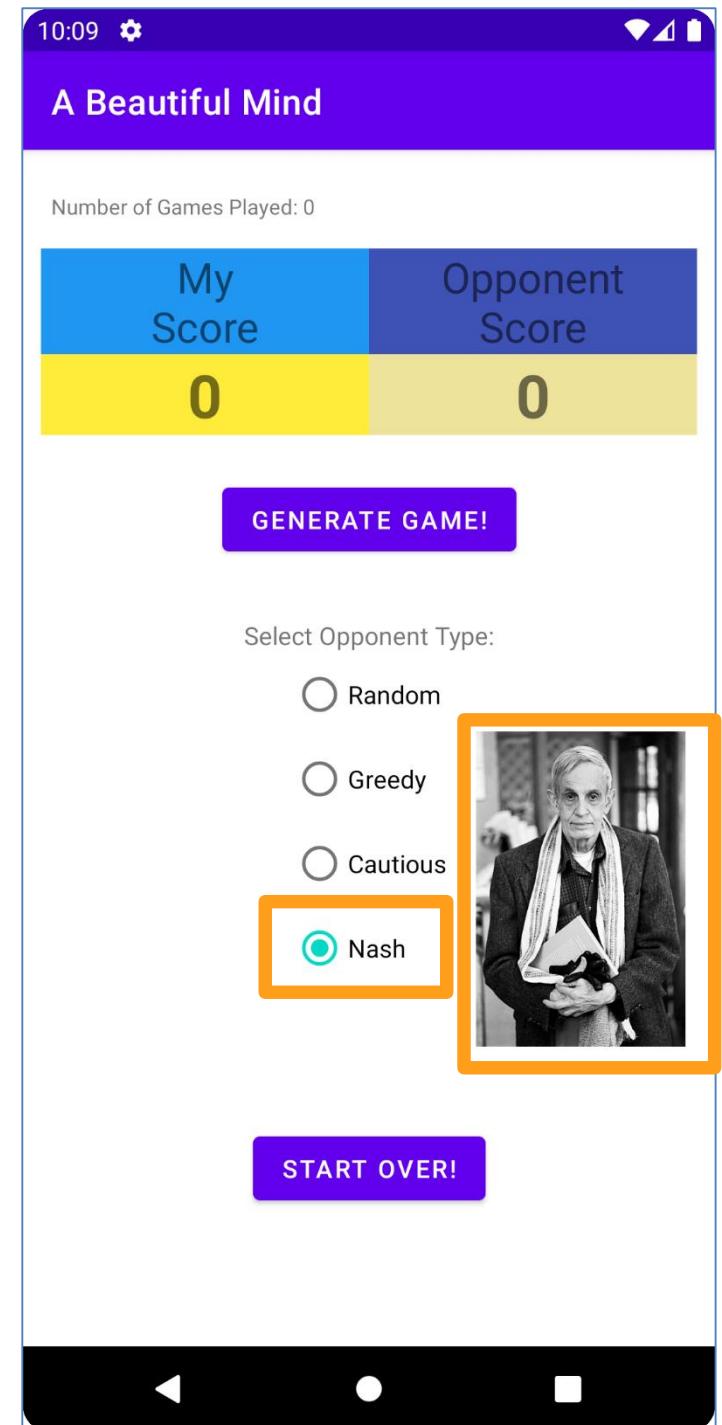 10:09
A Beautiful Mind
Number of Games Played: 0
My Opponent
Score Score
0 0
GENERATE GAME!
Select Opponent Type:
Random
Greedy
Cautious
Nash
START OVER!